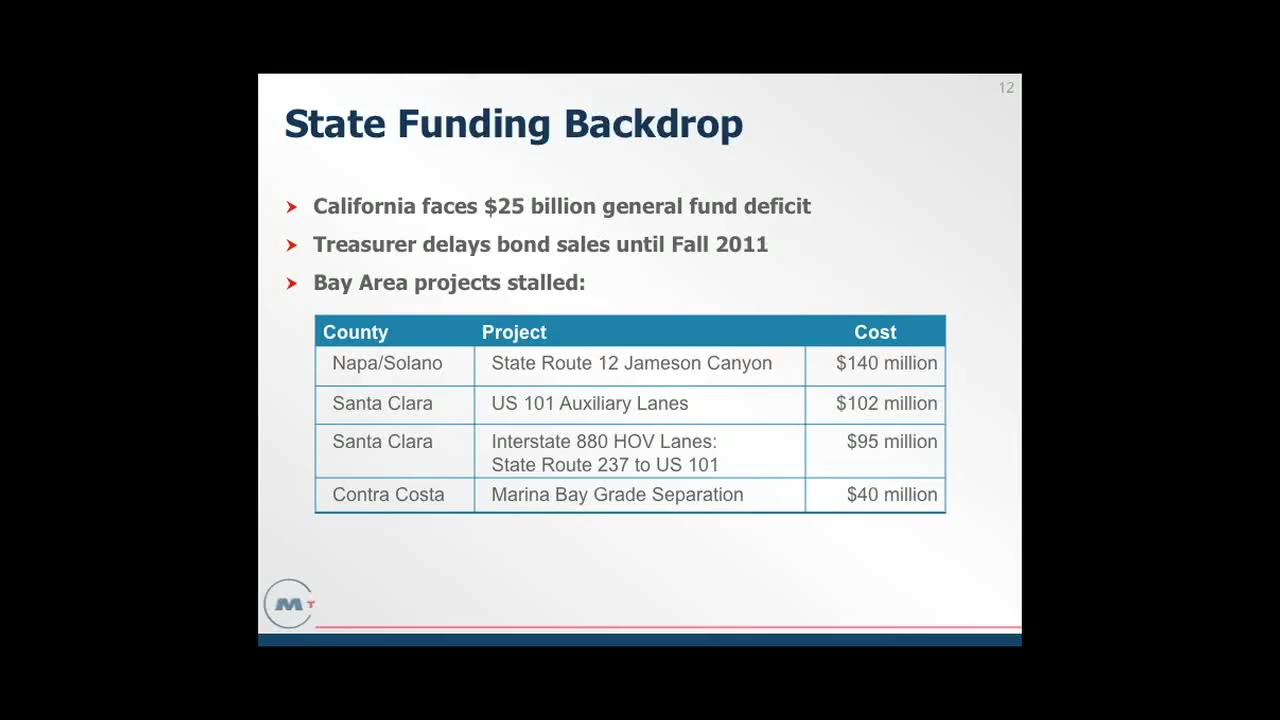 12
State Funding Backdrop
California faces $25 billion general fund deficit
Treasurer delays bond sales until Fall 2011
Bay Area projects stalled:
County Project Cost
Napa/Solano State Route 12 Jameson Canyon $140 million
Santa Clara US 101 Auxiliary Lanes $102 million
Santa Clara Interstate 880 HOV Lanes: $95 million
State Route 237 to US 101
Contra Costa Marina Bay Grade Separation $40 million
M T